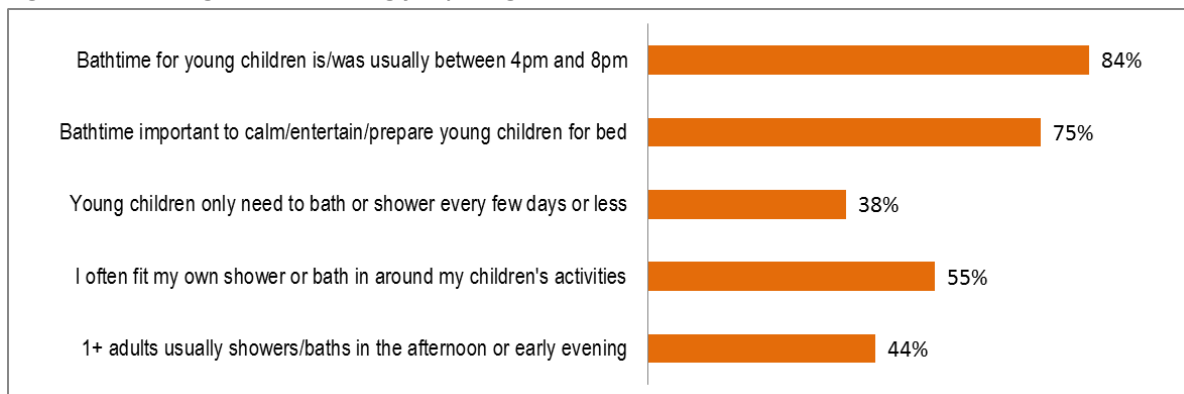 Bathtime for young children is/was usually between 4pm and 8pm 84%
Bathtime important to calm/entertain/prepare young children for bed 75%
Young children only need to bath or shower every few days or less 38%
I often fit my own shower or bath in around my children's activities 55%
1+ adults usually showers/baths in the afternoon or early evening 44%